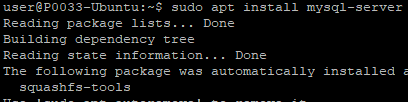 user@P0033-Ubuntu:~$ sudo apt install mysql-server
Reading package lists... Done
Building dependency tree
Reading state information... Done
The following package was automatically installed a
squashfs-tools
Use 'sudo apt autoremove' to remove it